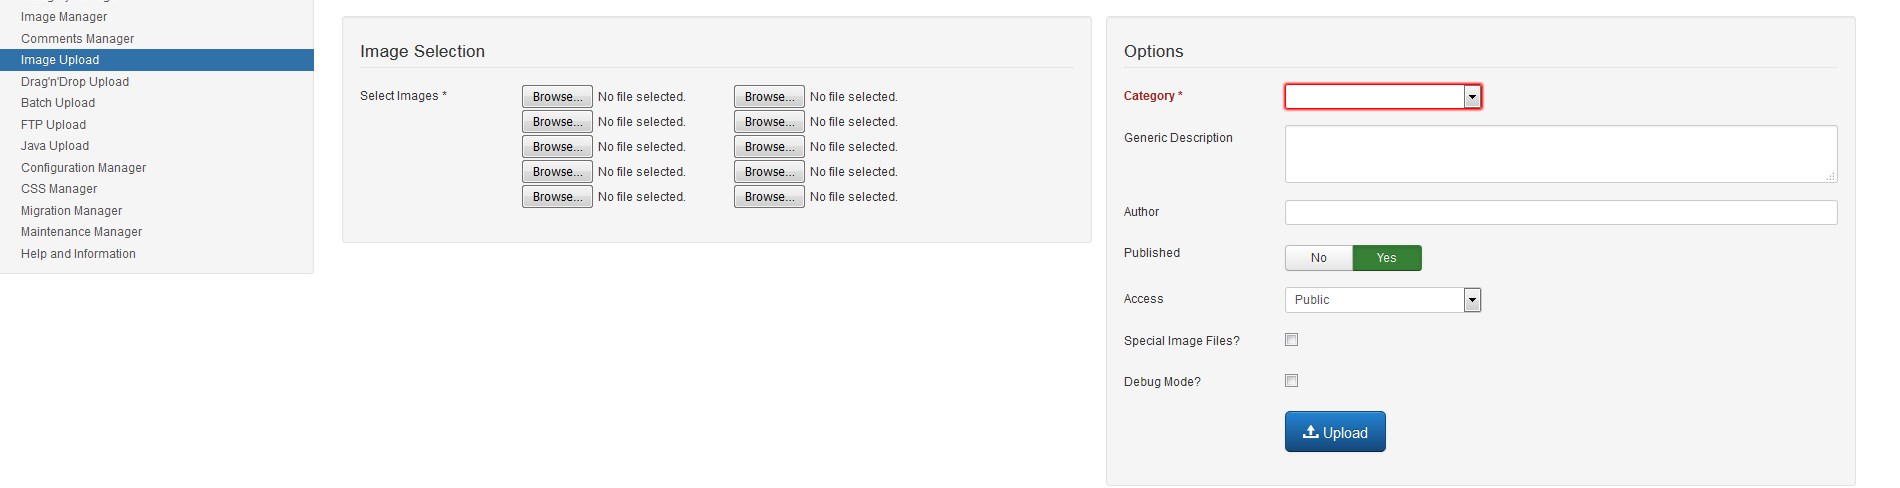 Image Manager
Comments Manager
Image Upload
Drag'n'Drop Upload
Batch Upload
FTP Upload
Java Upload
Configuration Manager
CSS Manager
Migration Manager
Maintenance Manager
Help and Information
Image Selection
Select Images *
Browse... No file selected. Browse... No file selected.
Browse... No file selected. Browse... No file selected.
Browse... No file selected. Browse... No file selected.
Browse... No file selected. Browse... No file selected.
Browse... No file selected. Browse... No file selected.
Options
Category *
Generic Description
Author
Published No Yes
Access Public
Special Image Files?
Debug Mode?
Upload